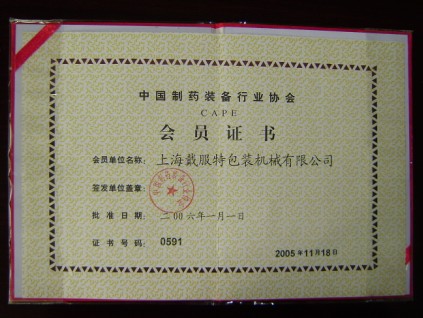 中国制药装备行业协会
CAPE
会员证书
会员单位名称：上海戴服特包装机械有限公司
签发单位盖章：
批准日期：二00六年一月一日
证书号码：0591
2005年11月18日